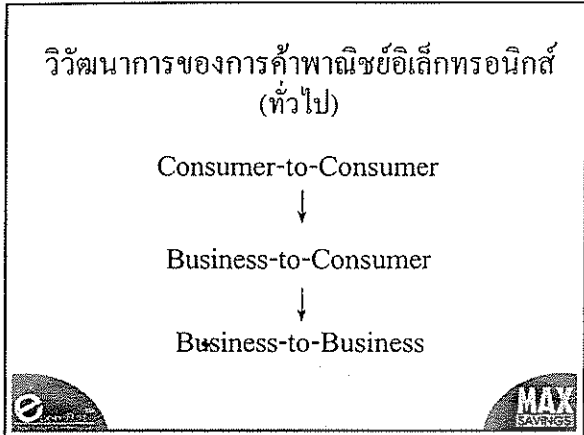 วิวัฒนาการของการค้าพาณิชย์อิเล็กทรอนิกส์
(ทั่วไป)
Consumer-to-Consumer
↓
Business-to-Consumer
↓
Business-to-Business
MAX
SAVINGS